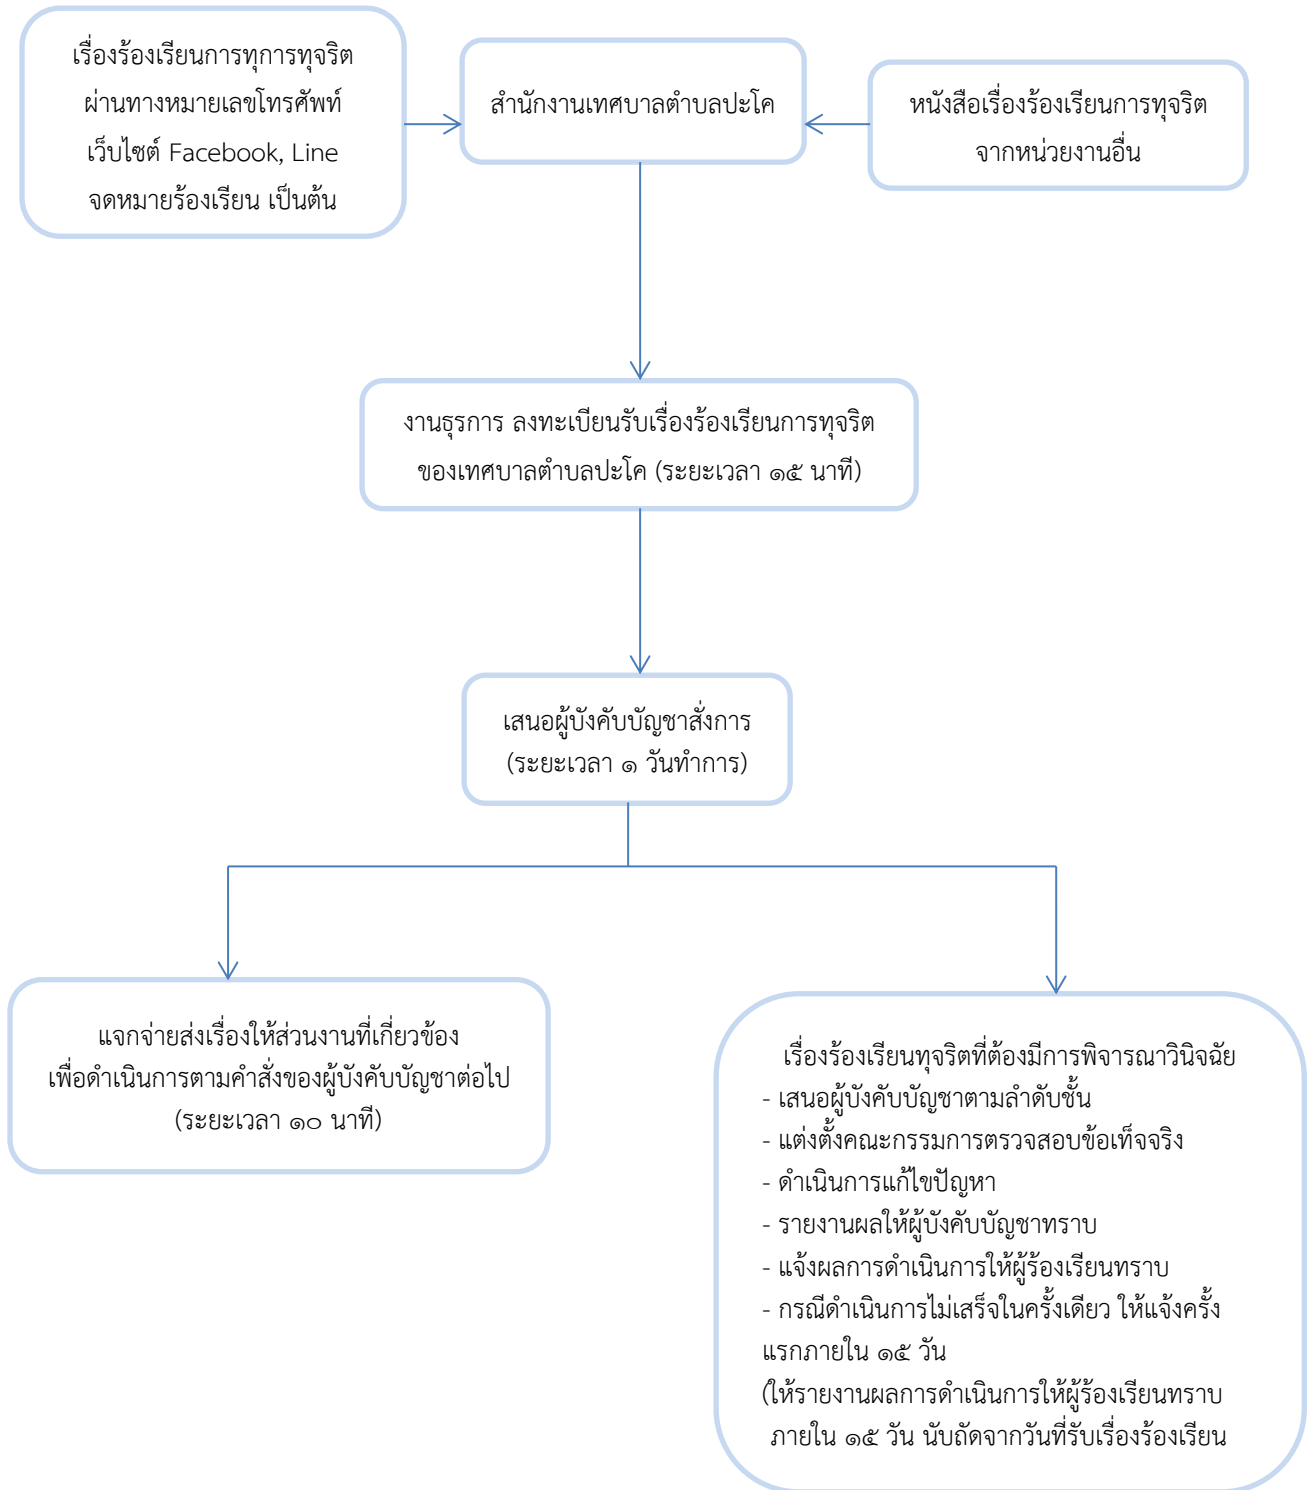 เรื่องร้องเรียนการทุการทุจริต
ผ่านทางหมายเลขโทรศัพท์
เว็บไซต์ Facebook, Line
จดหมายร้องเรียน เป็นต้น
สำนักงานเทศบาลตำบลปะโค
หนังสือเรื่องร้องเรียนการทุจริต
จากหน่วยงานอื่น
งานธุรการ ลงทะเบียนรับเรื่องร้องเรียนการทุจริต
ของเทศบาลตำบลปะโค (ระยะเวลา ๑๕ นาที)
เสนอผู้บังคับบัญชาสั่งการ
(ระยะเวลา ๑ วันทำการ)
แจกจ่ายส่งเรื่องให้ส่วนงานที่เกี่ยวข้อง
เพื่อดำเนินการตามคำสั่งของผู้บังคับบัญชาต่อไป
(ระยะเวลา ๑๐ นาที)
เรื่องร้องเรียนทุจริตที่ต้องมีการพิจารณาวินิจฉัย
- เสนอผู้บังคับบัญชาตามลำดับชั้น
- แต่งตั้งคณะกรรมการตรวจสอบข้อเท็จจริง
- ดำเนินการแก้ไขปัญหา
- รายงานผลให้ผู้บังคับบัญชาทราบ
- แจ้งผลการดำเนินการให้ผู้ร้องเรียนทราบ
- กรณีดำเนินการไม่เสร็จในครั้งเดียว ให้แจ้งครั้ง
แรกภายใน ๑๕ วัน
(ให้รายงานผลการดำเนินการให้ผู้ร้องเรียนทราบ
ภายใน ๑๕ วัน นับถัดจากวันที่รับเรื่องร้องเรียน